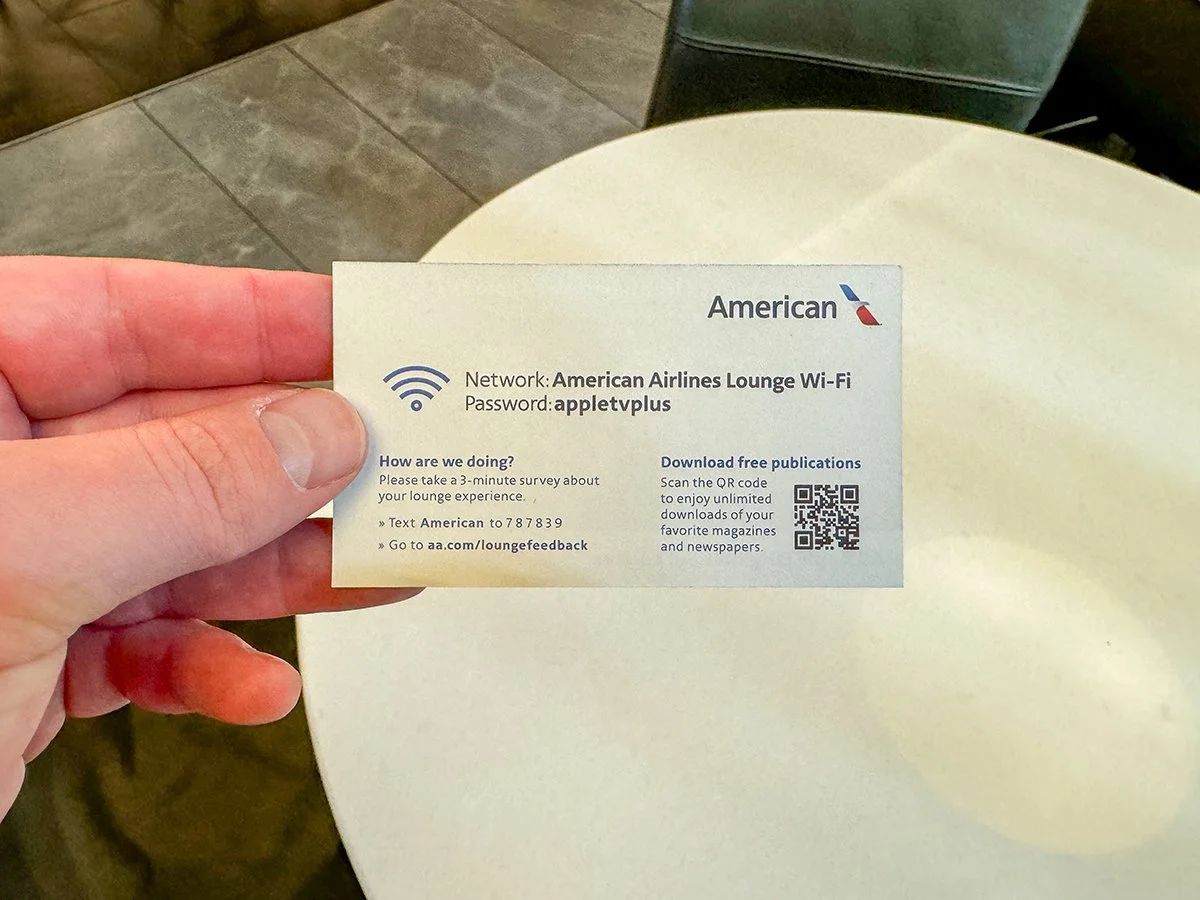 American
Network: American Airlines Lounge Wi-Fi
Password: appletvplus
How are we doing?
Please take a 3-minute survey about
your lounge experience.
» Text American to 787839
» Go to aa.com/loungefeedback
Download free publications
Scan the QR code
to enjoy unlimited
downloads of your
favorite magazines
and newspapers.